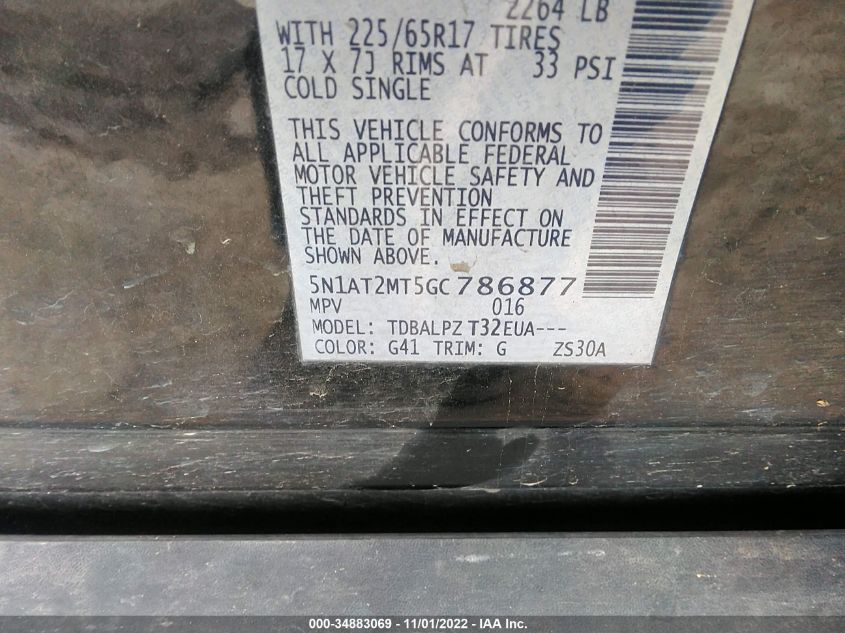 2264 LB
WITH 225/65R17 TIRES
17 X 7J RIMS AT 33 PSI
COLD SINGLE
THIS VEHICLE CONFORMS TO
ALL APPLICABLE FEDERAL
MOTOR VEHICLE SAFETY AND
THEFT PREVENTION
STANDARDS IN EFFECT ON
THE DATE OF MANUFACTURE
SHOWN ABOVE.
5N1AT2MT5GC786877
MPV 016
MODEL: TDBALPZ T32EUA---
COLOR: G41 TRIM: G ZS30A
000-34883069 - 11/01/2022 - IAA Inc.